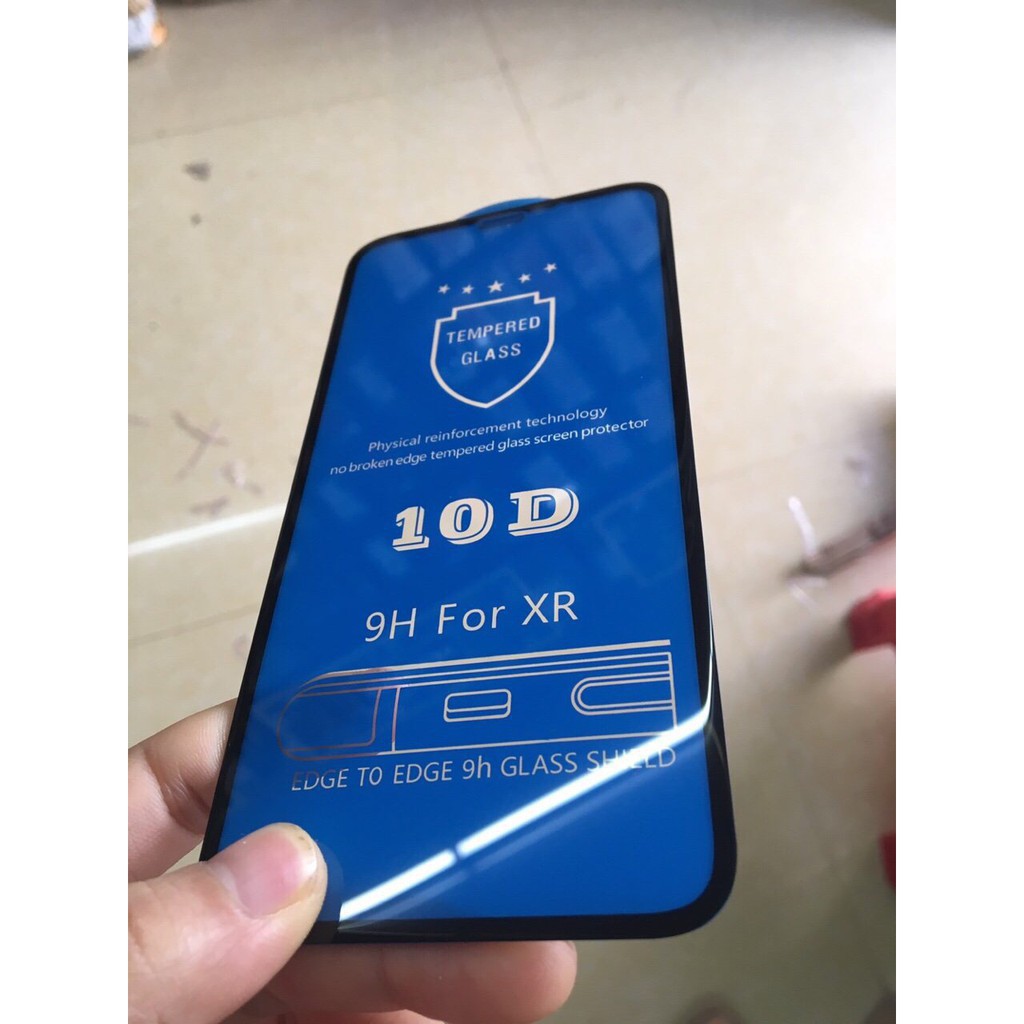 TEMPERED
GLASS
Physical reinforcement technology
no broken edge tempered glass screen protector
10D
9H For XR
EDGE TO EDGE 9h GLASS SHIELD